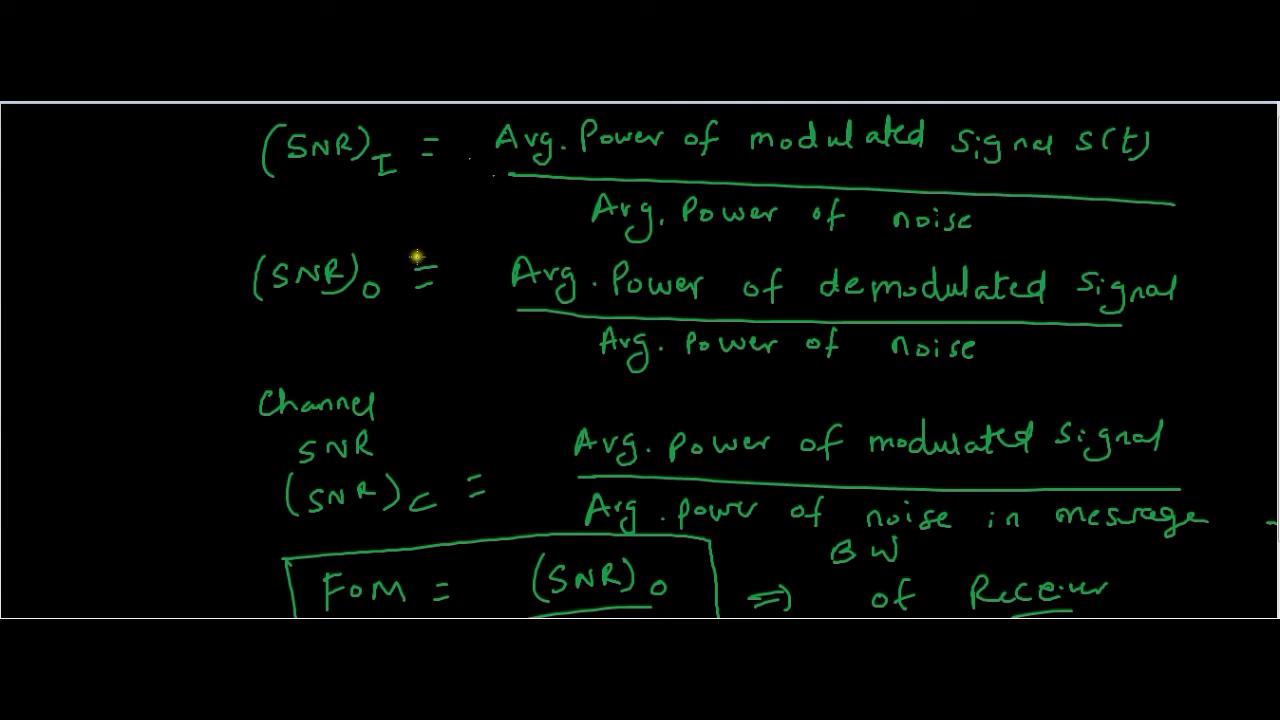 (SNR)I = Avg. Power of modulated signal s(t)
Avg. Power of noise
(SNR)O = Avg. Power of demodulated signal
Avg. Power of noise
Channel
SNR
(SNR)C = Avg. power of modulated signal
Avg. power of noise in message
BW
FoM = (SNR)O ⇒ of Receiver